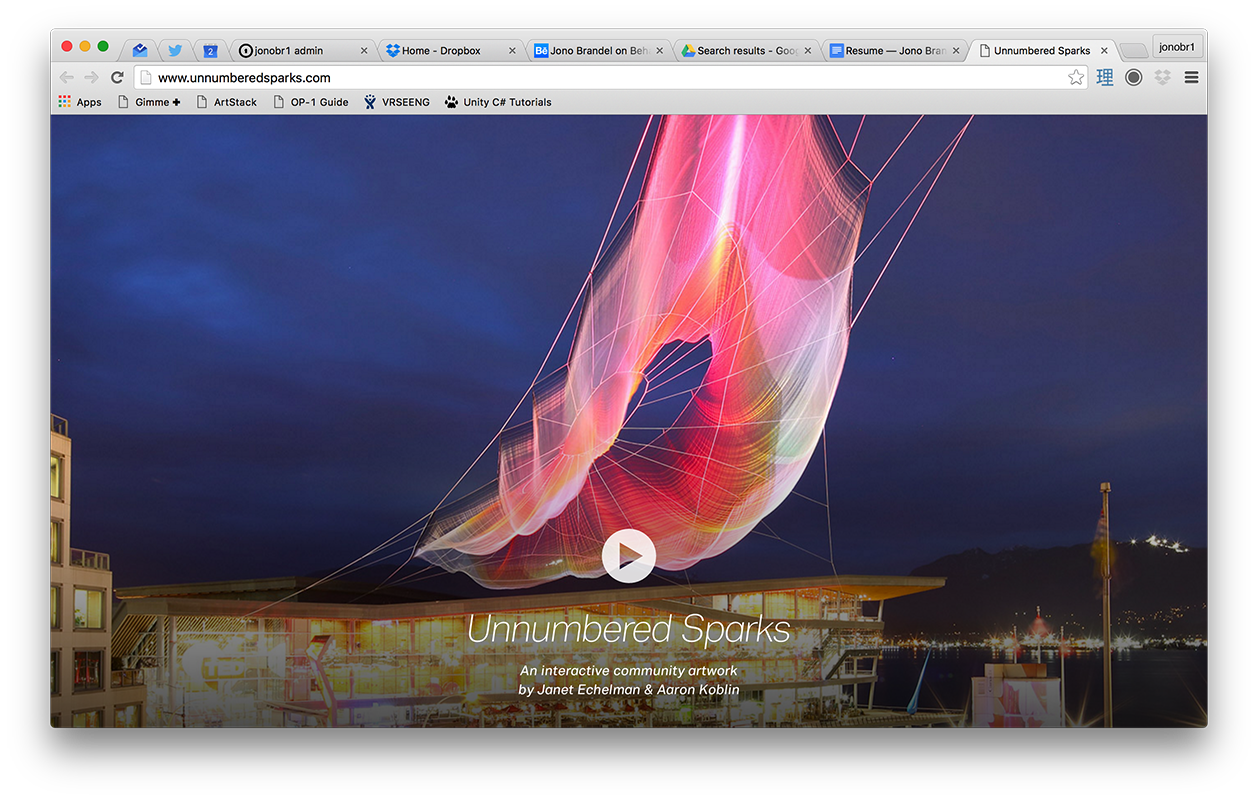 2
jonobr1 admin
Home - Dropbox
Bē Jono Brandel on Beh
Search results - Goo
Resume — Jono Bran
Unnumbered Sparks
jonobr1
www.unnumberedsparks.com
理
Apps
Gimme ✚
ArtStack
OP-1 Guide
VRSEENG
Unity C# Tutorials
Unnumbered Sparks
An interactive community artwork
by Janet Echelman & Aaron Koblin